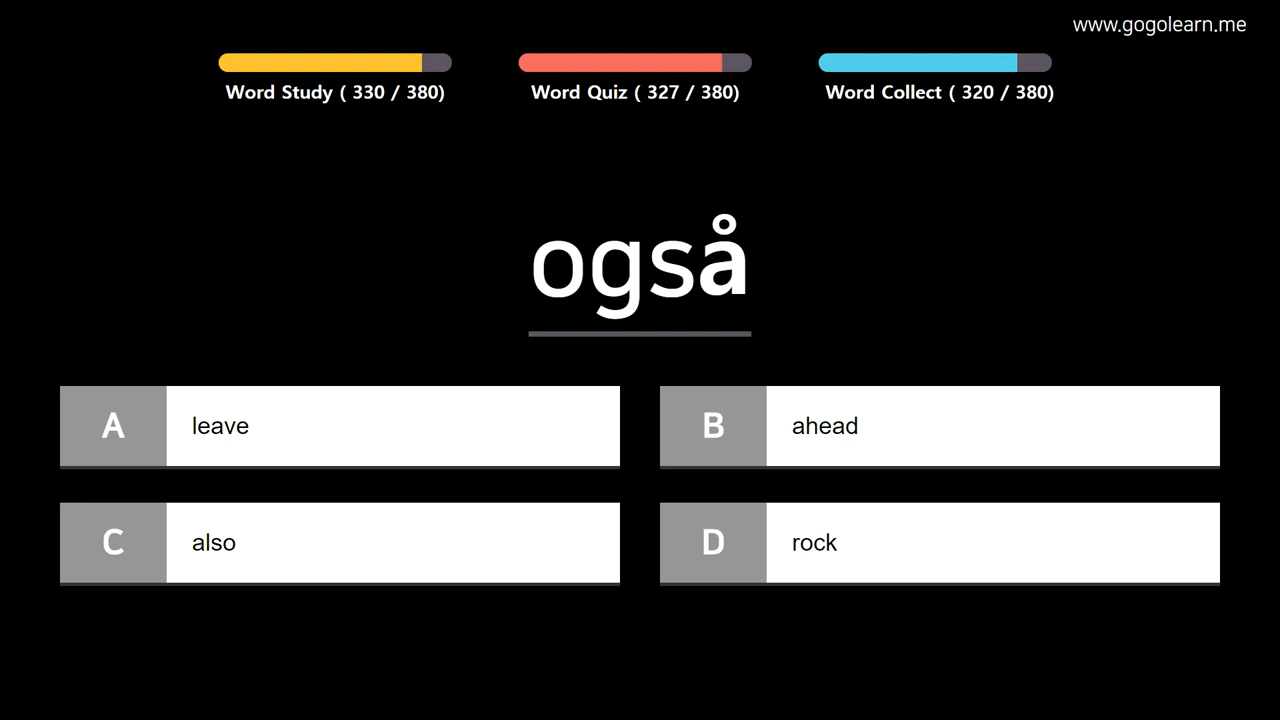 www.gogolearn.me
Word Study ( 330 / 380)
Word Quiz ( 327 / 380)
Word Collect ( 320 / 380)
også
A leave
B ahead
C also
D rock